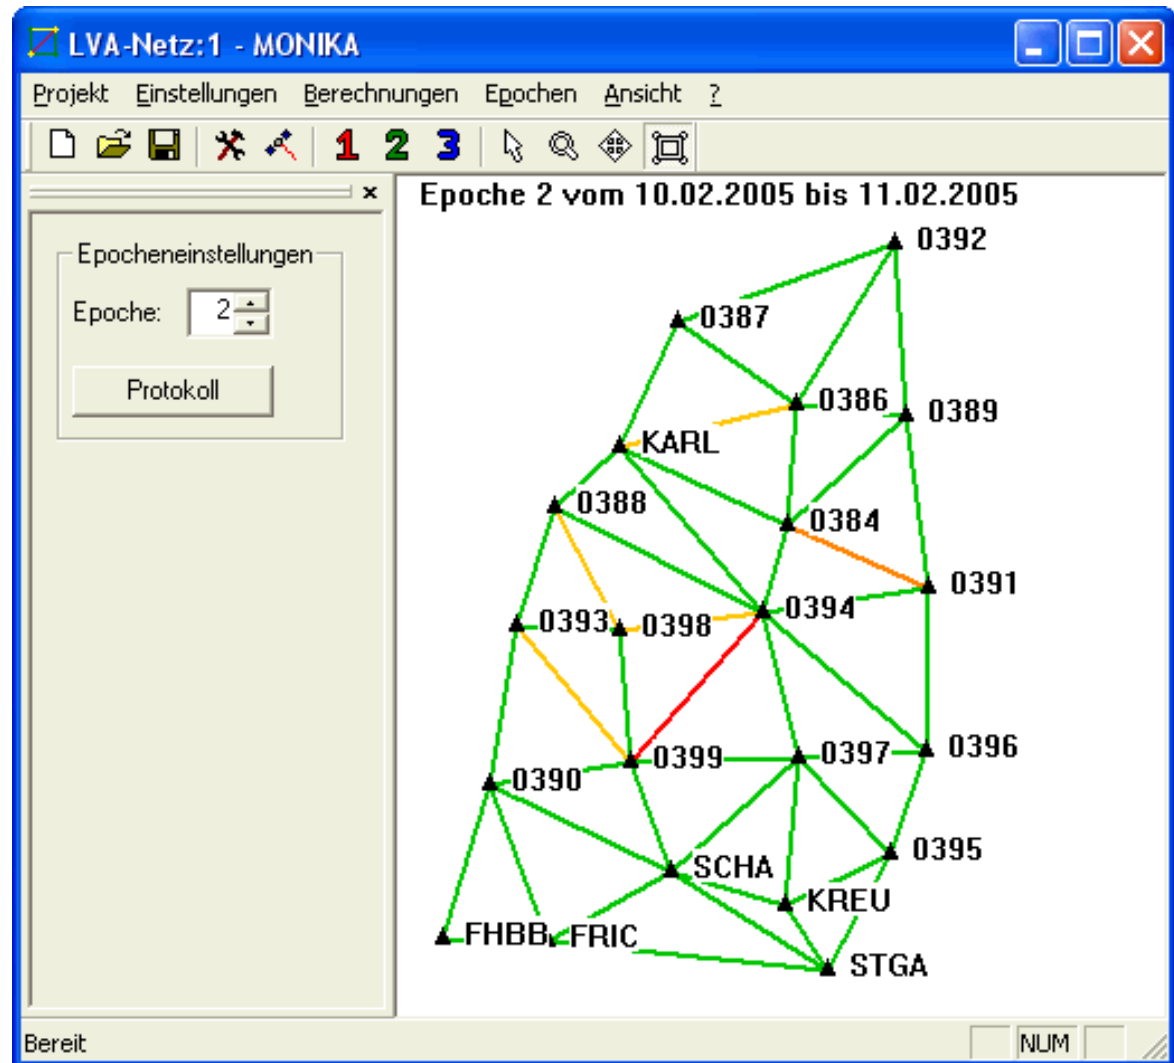 LVA-Netz:1 - MONIKA
Projekt Einstellungen Berechnungen Epochen Ansicht ?
1 2 3
Epocheneinstellungen
Epoche: 2
Protokoll
Epoche 2 vom 10.02.2005 bis 11.02.2005
0392
0387
0386
0389
KARL
0388
0384
0391
0394
0393
0398
0396
0399
0397
0390
0395
SCHA
KREU
FHBB
FRIC
STGA
Bereit
NUM